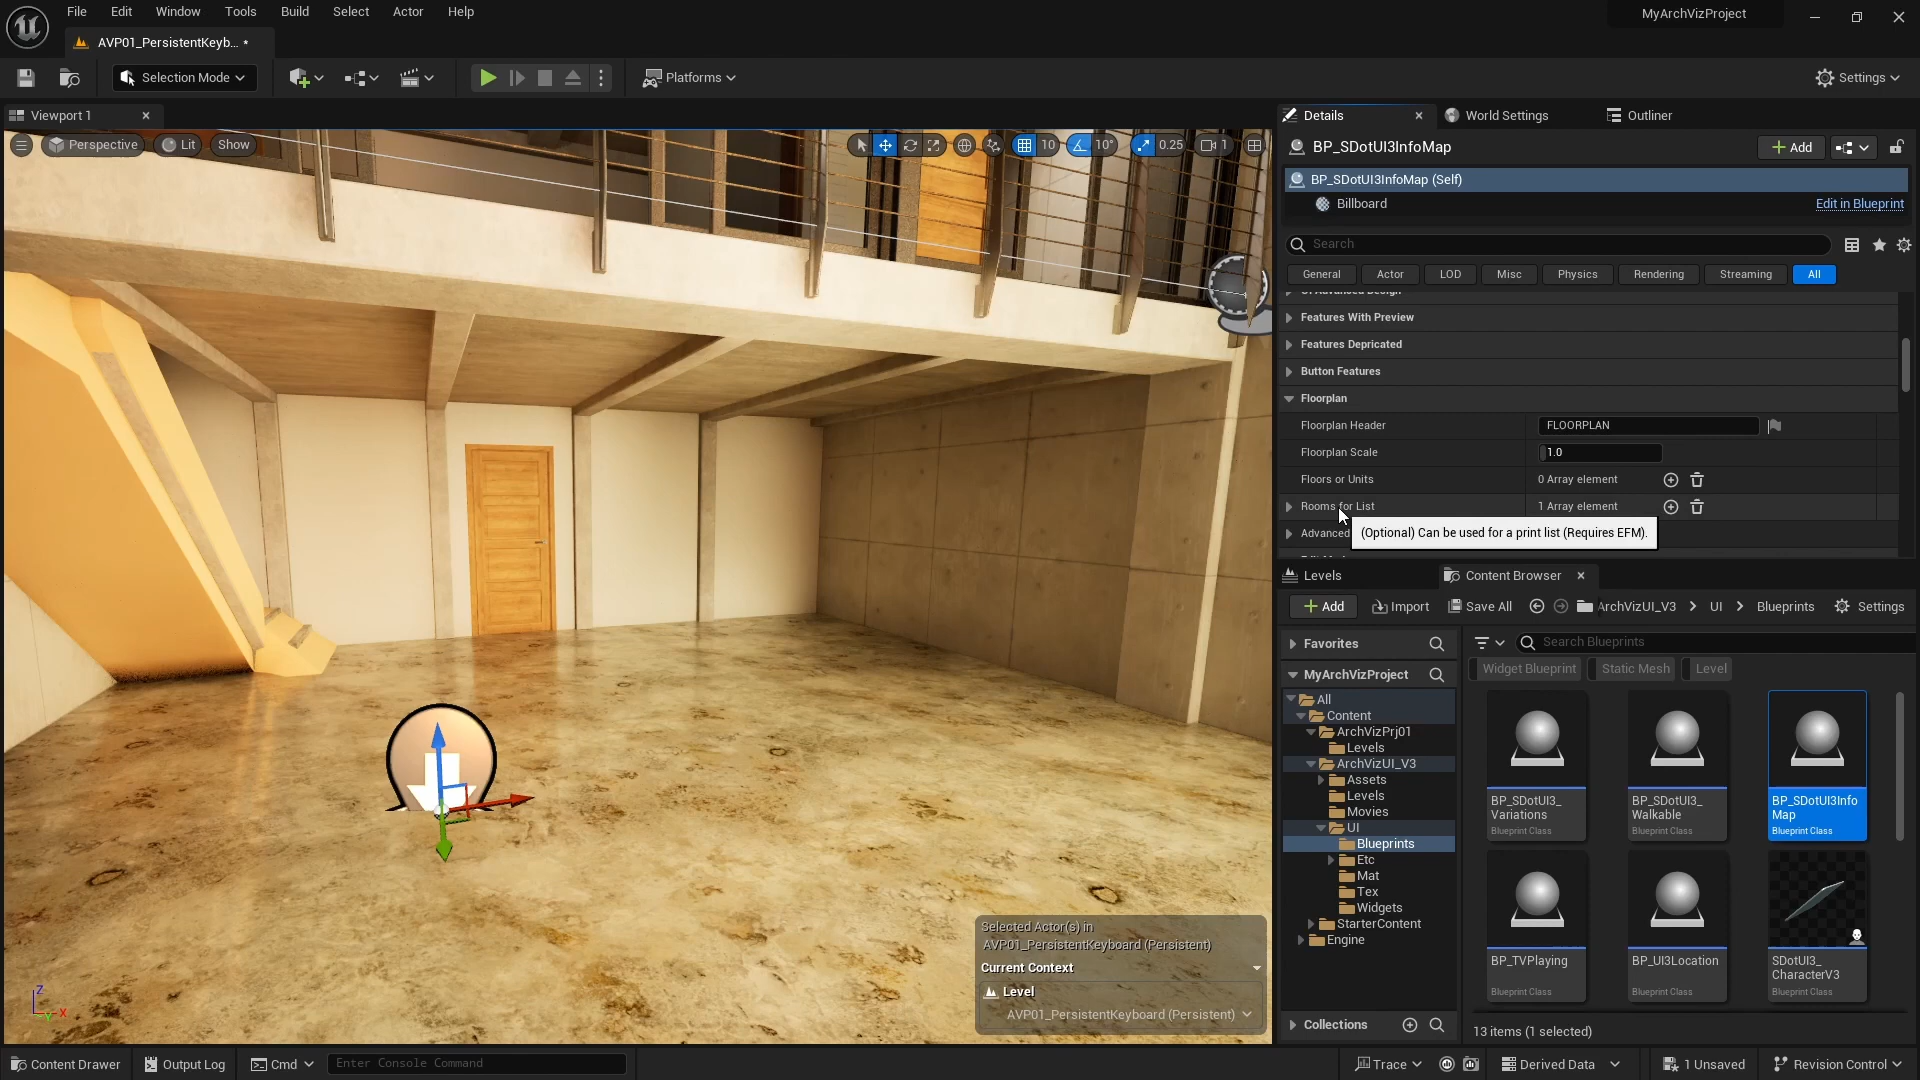 File Edit Window Tools Build Select Actor Help
MyArchVizProject
AVP01_PersistentKeyb... •
Selection Mode
Platforms
Settings
Viewport 1
Perspective Lit Show
10 10° 0.25 1
Details World Settings Outliner
BP_SDotUI3InfoMap
Add
BP_SDotUI3InfoMap (Self)
Billboard Edit in Blueprint
Search
General Actor LOD Misc Physics Rendering Streaming All
Features With Preview
Features Depricated
Button Features
Floorplan
Floorplan Header FLOORPLAN
Floorplan Scale 1.0
Floors or Units 0 Array element
Rooms for List 1 Array element
Advanced
(Optional) Can be used for a print list (Requires EFM).
Levels Content Browser
Add Import Save All ArchVizUI_V3 > UI > Blueprints Settings
Favorites
Search Blueprints
Widget Blueprint Static Mesh Level
MyArchVizProject
All
Content
ArchVizPrj01
Levels
ArchVizUI_V3
Assets
Levels
Movies
UI
Blueprints
Etc
Mat
Tex
Widgets
StarterContent
Engine
Collections
BP_SDotUI3_
Variations
Blueprint Class
BP_SDotUI3_
Walkable
Blueprint Class
BP_SDotUI3Info
Map
Blueprint Class
BP_TVPlaying
Blueprint Class
BP_UI3Location
Blueprint Class
SDotUI3_
CharacterV3
Blueprint Class
13 items (1 selected)
Selected Actor(s) in
AVP01_PersistentKeyboard (Persistent)
Current Context
Level
AVP01_PersistentKeyboard (Persistent)
Z
X
Y
Content Drawer Output Log Cmd Enter Console Command
Trace Derived Data 1 Unsaved Revision Control